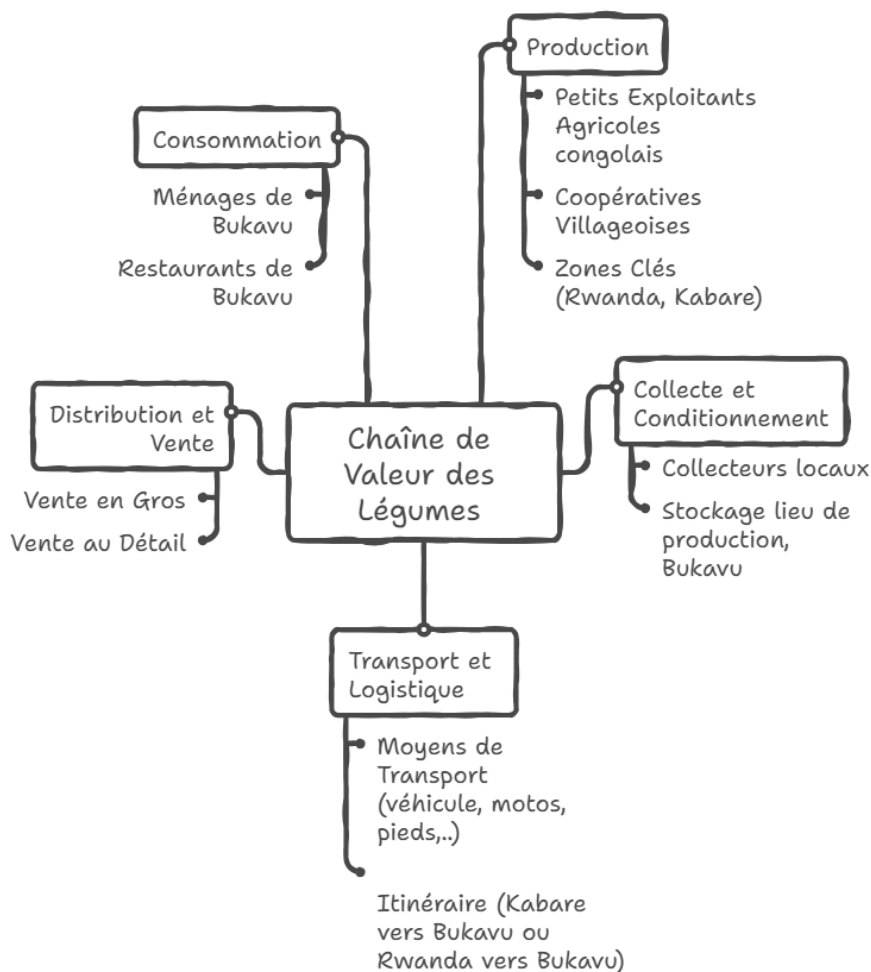 Production
Petits Exploitants
Agricoles
congolais
Coopératives
Villageoises
Zones Clés
(Rwanda, Kabare)
Consommation
Ménages de
Bukavu
Restaurants de
Bukavu
Collecte et
Conditionnement
Collecteurs locaux
Stockage lieu de
production,
Bukavu
Distribution et
Vente
Vente en Gros
Vente au Détail
Chaîne de
Valeur des
Légumes
Transport et
Logistique
Moyens de
Transport
(véhicule, motos,
pieds,..)
Itinéraire (Kabare
vers Bukavu ou
Rwanda vers Bukavu)